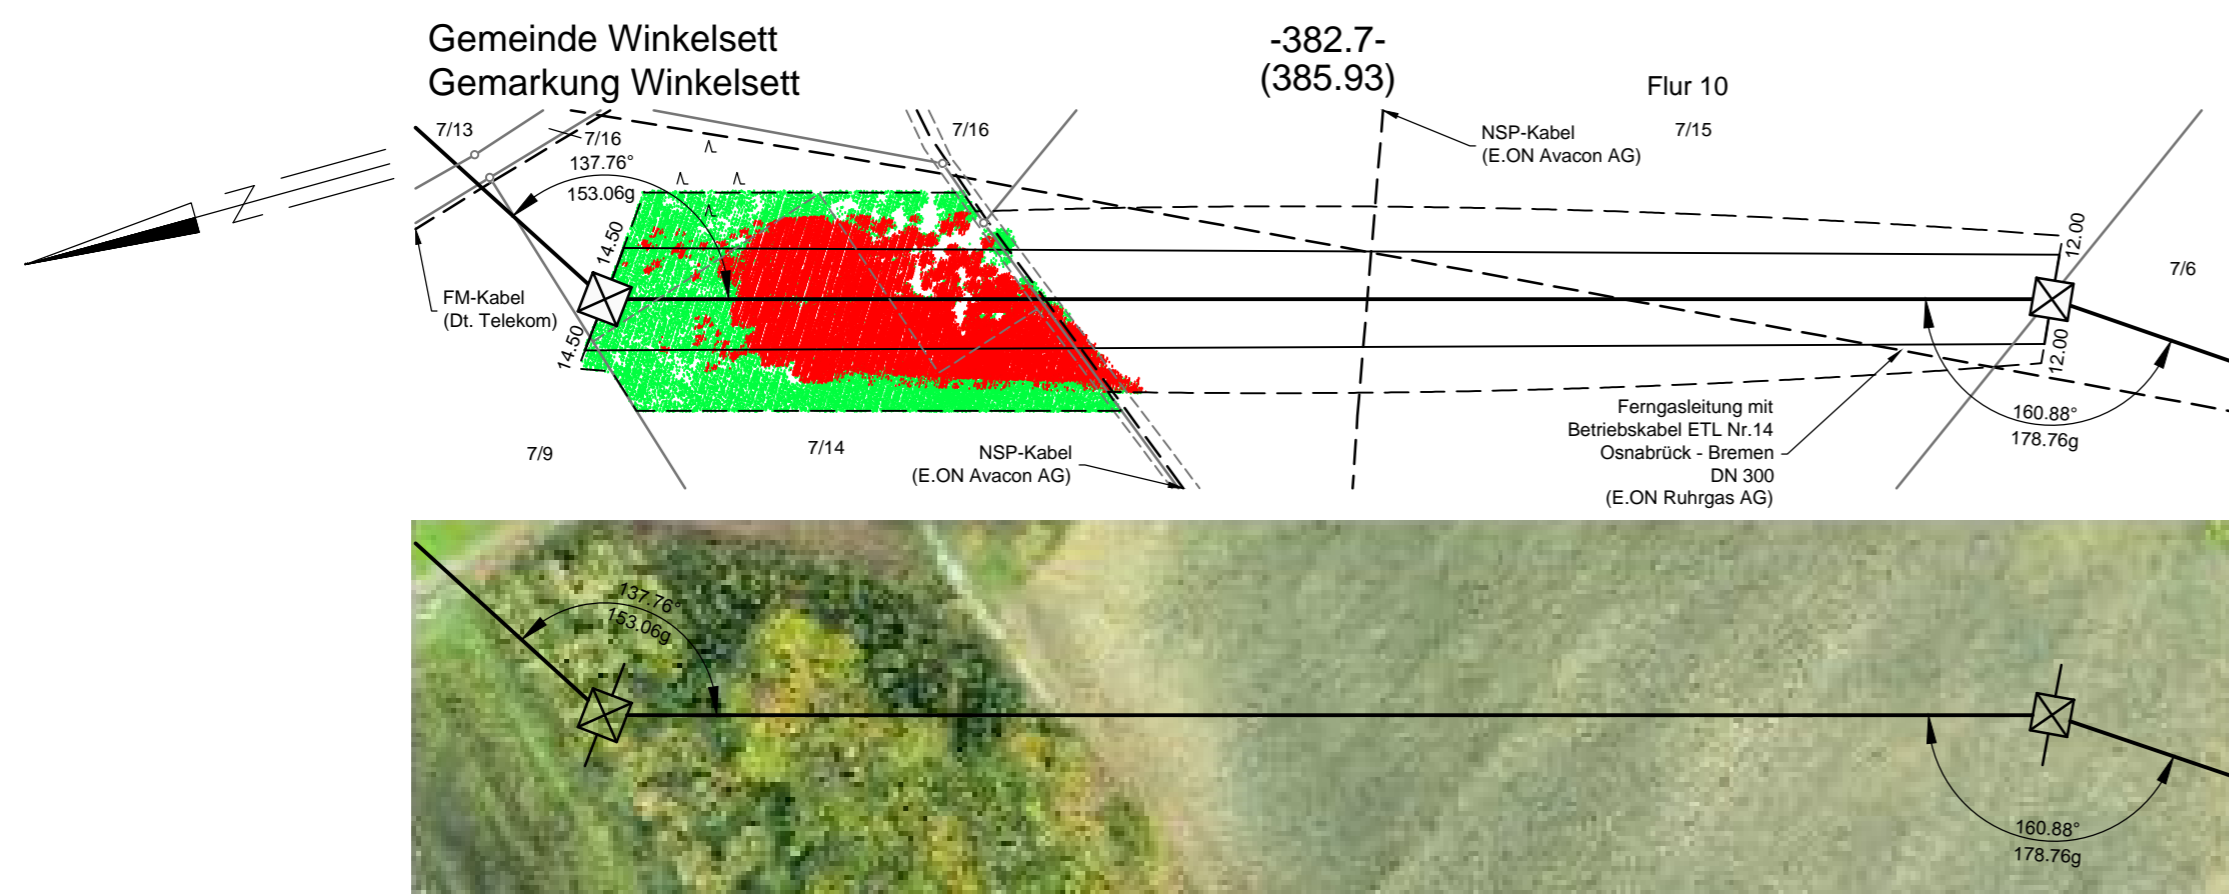 Gemeinde Winkelsett
Gemarkung Winkelsett
-382.7-
(385.93)
Flur 10
7/13
7/16
7/16
NSP-Kabel
(E.ON Avacon AG)
7/15
137.76°
153.06g
14.50
14.50
12.00
12.00
7/6
FM-Kabel
(Dt. Telekom)
7/9
7/14
NSP-Kabel
(E.ON Avacon AG)
Ferngasleitung mit
Betriebskabel ETL Nr.14
Osnabrück - Bremen
DN 300
(E.ON Ruhrgas AG)
160.88°
178.76g
137.76°
153.06g
160.88°
178.76g